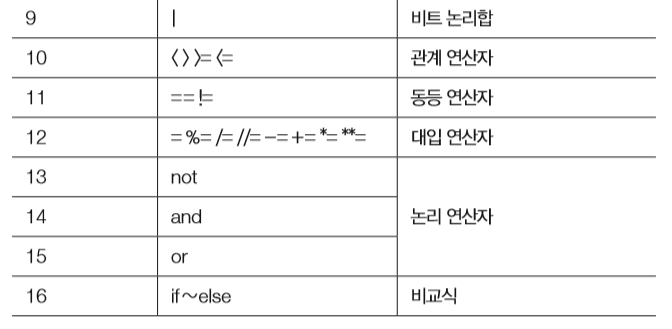 9 | 비트 논리합
10 〈 〉 〉= 〈= 관계 연산자
11 == != 동등 연산자
12 = %= /= //= -= += *= **= 대입 연산자
13 not
14 and 논리 연산자
15 or
16 if~else 비교식